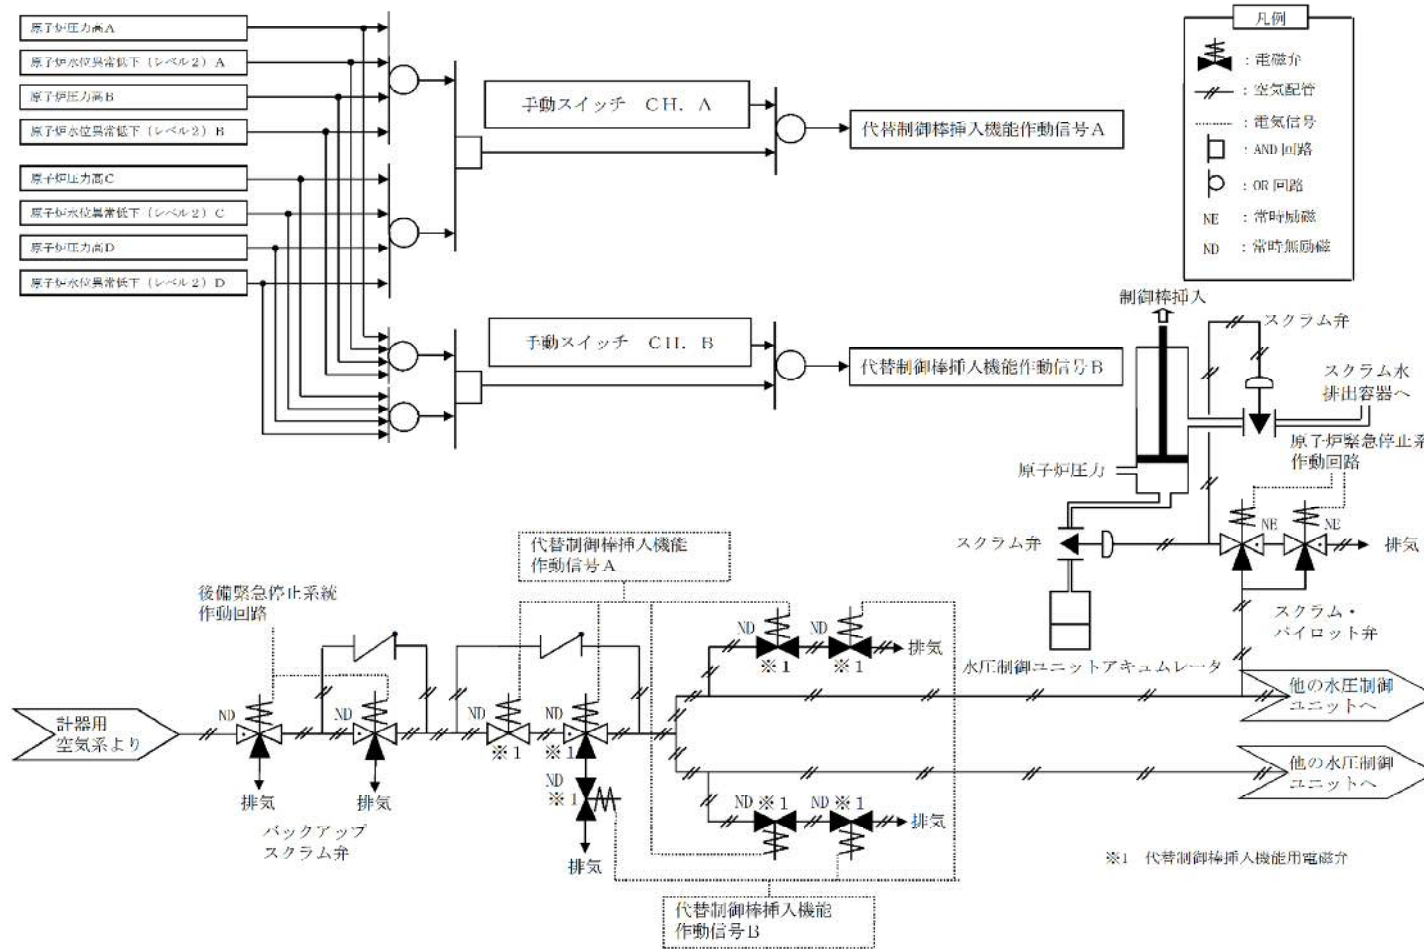 原子炉圧力高A
原子炉水位異常低下（レベル2）A
原子炉圧力高B
原子炉水位異常低下（レベル2）B
原子炉圧力高C
原子炉水位異常低下（レベル2）C
原子炉圧力高D
原子炉水位異常低下（レベル2）D
手動スイッチ　CH．A
代替制御棒挿入機能作動信号A
手動スイッチ　CH．B
代替制御棒挿入機能作動信号B
凡例
：電磁弁
：空気配管
：電気信号
：AND回路
：OR回路
NE　：常時励磁
ND　：常時無励磁
制御棒挿入
スクラム弁
スクラム水
排出容器へ
原子炉緊急停止系
作動回路
原子炉圧力
NE
NE
スクラム弁
排気
スクラム・
パイロット弁
水圧制御ユニットアキュムレータ
代替制御棒挿入機能
作動信号A
後備緊急停止系統
作動回路
計器用
空気系より
ND
ND
ND
ND
※1
※1
ND
※1
排気
排気
排気
バックアップ
スクラム弁
ND
ND
※1
※1
排気
他の水圧制御
ユニットへ
他の水圧制御
ユニットへ
ND ※1
ND ※1
排気
代替制御棒挿入機能
作動信号B
※1　代替制御棒挿入機能用電磁弁